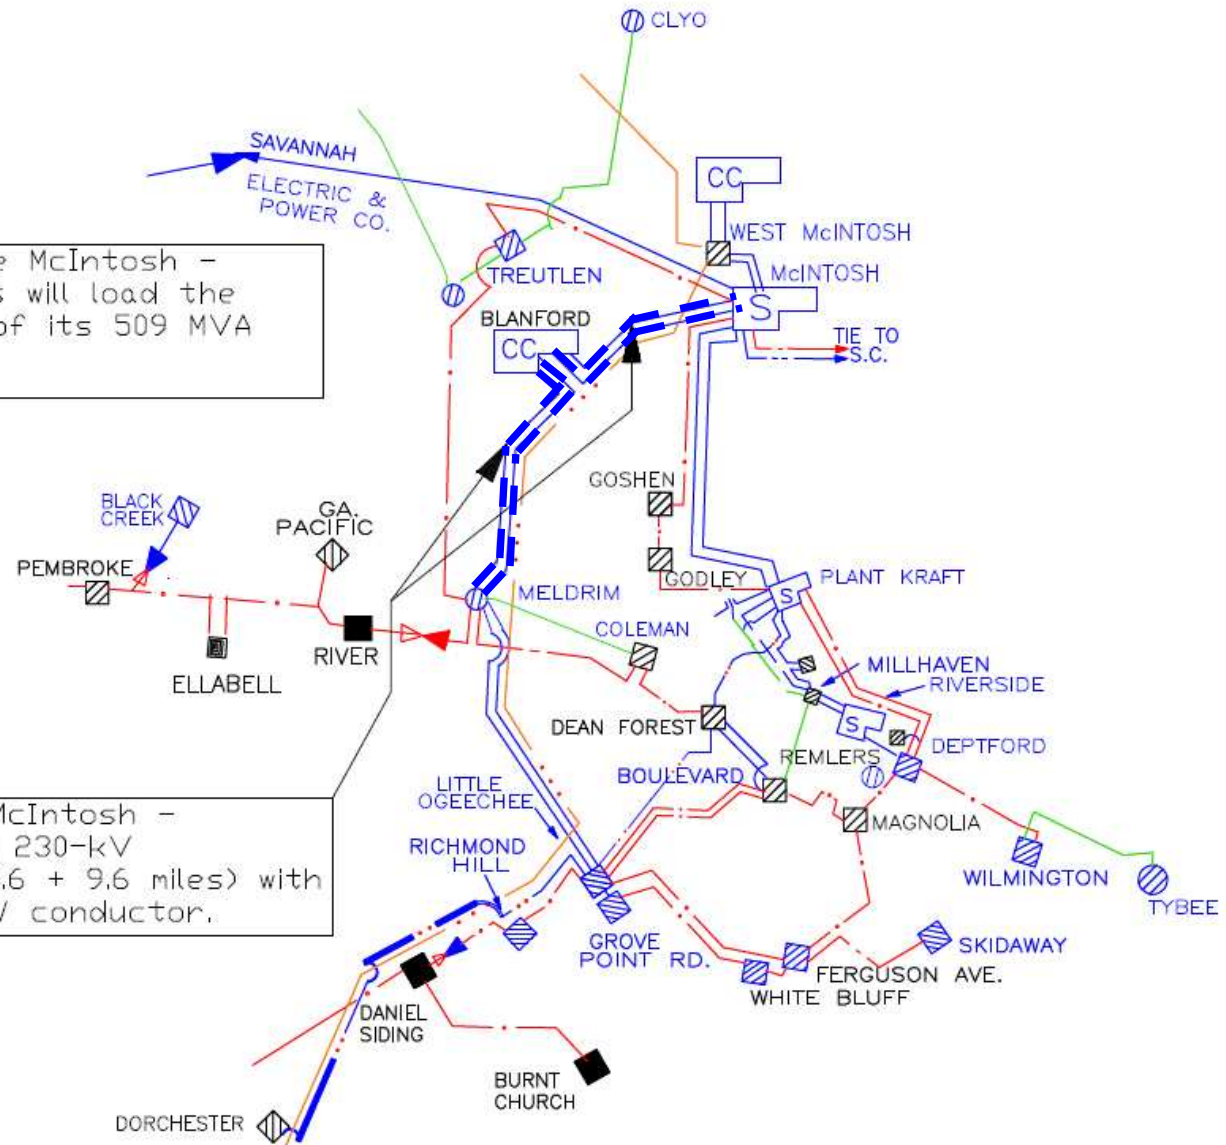 CLYO
SAVANNAH
ELECTRIC &
POWER CO.
CC
WEST McINTOSH
McINTOSH
S
TREUTLEN
TIE TO
S.C.
McIntosh -
will load the
of its 509 MVA
BLANFORD
CC
GOSHEN
BLACK
CREEK
GA.
PACIFIC
PEMBROKE
GODLEY
PLANT KRAFT
S
MELDRIM
COLEMAN
RIVER
ELLABELL
MILLHAVEN
RIVERSIDE
S
DEAN FOREST
REMLERS
DEPTFORD
BOULEVARD
LITTLE
OGEECHEE
McIntosh -
230-kV
.6 + 9.6 miles) with
V conductor.
MAGNOLIA
RICHMOND
HILL
WILMINGTON
TYBEE
GROVE
POINT RD.
SKIDAWAY
FERGUSON AVE.
WHITE BLUFF
DANIEL
SIDING
BURNT
CHURCH
DORCHESTER